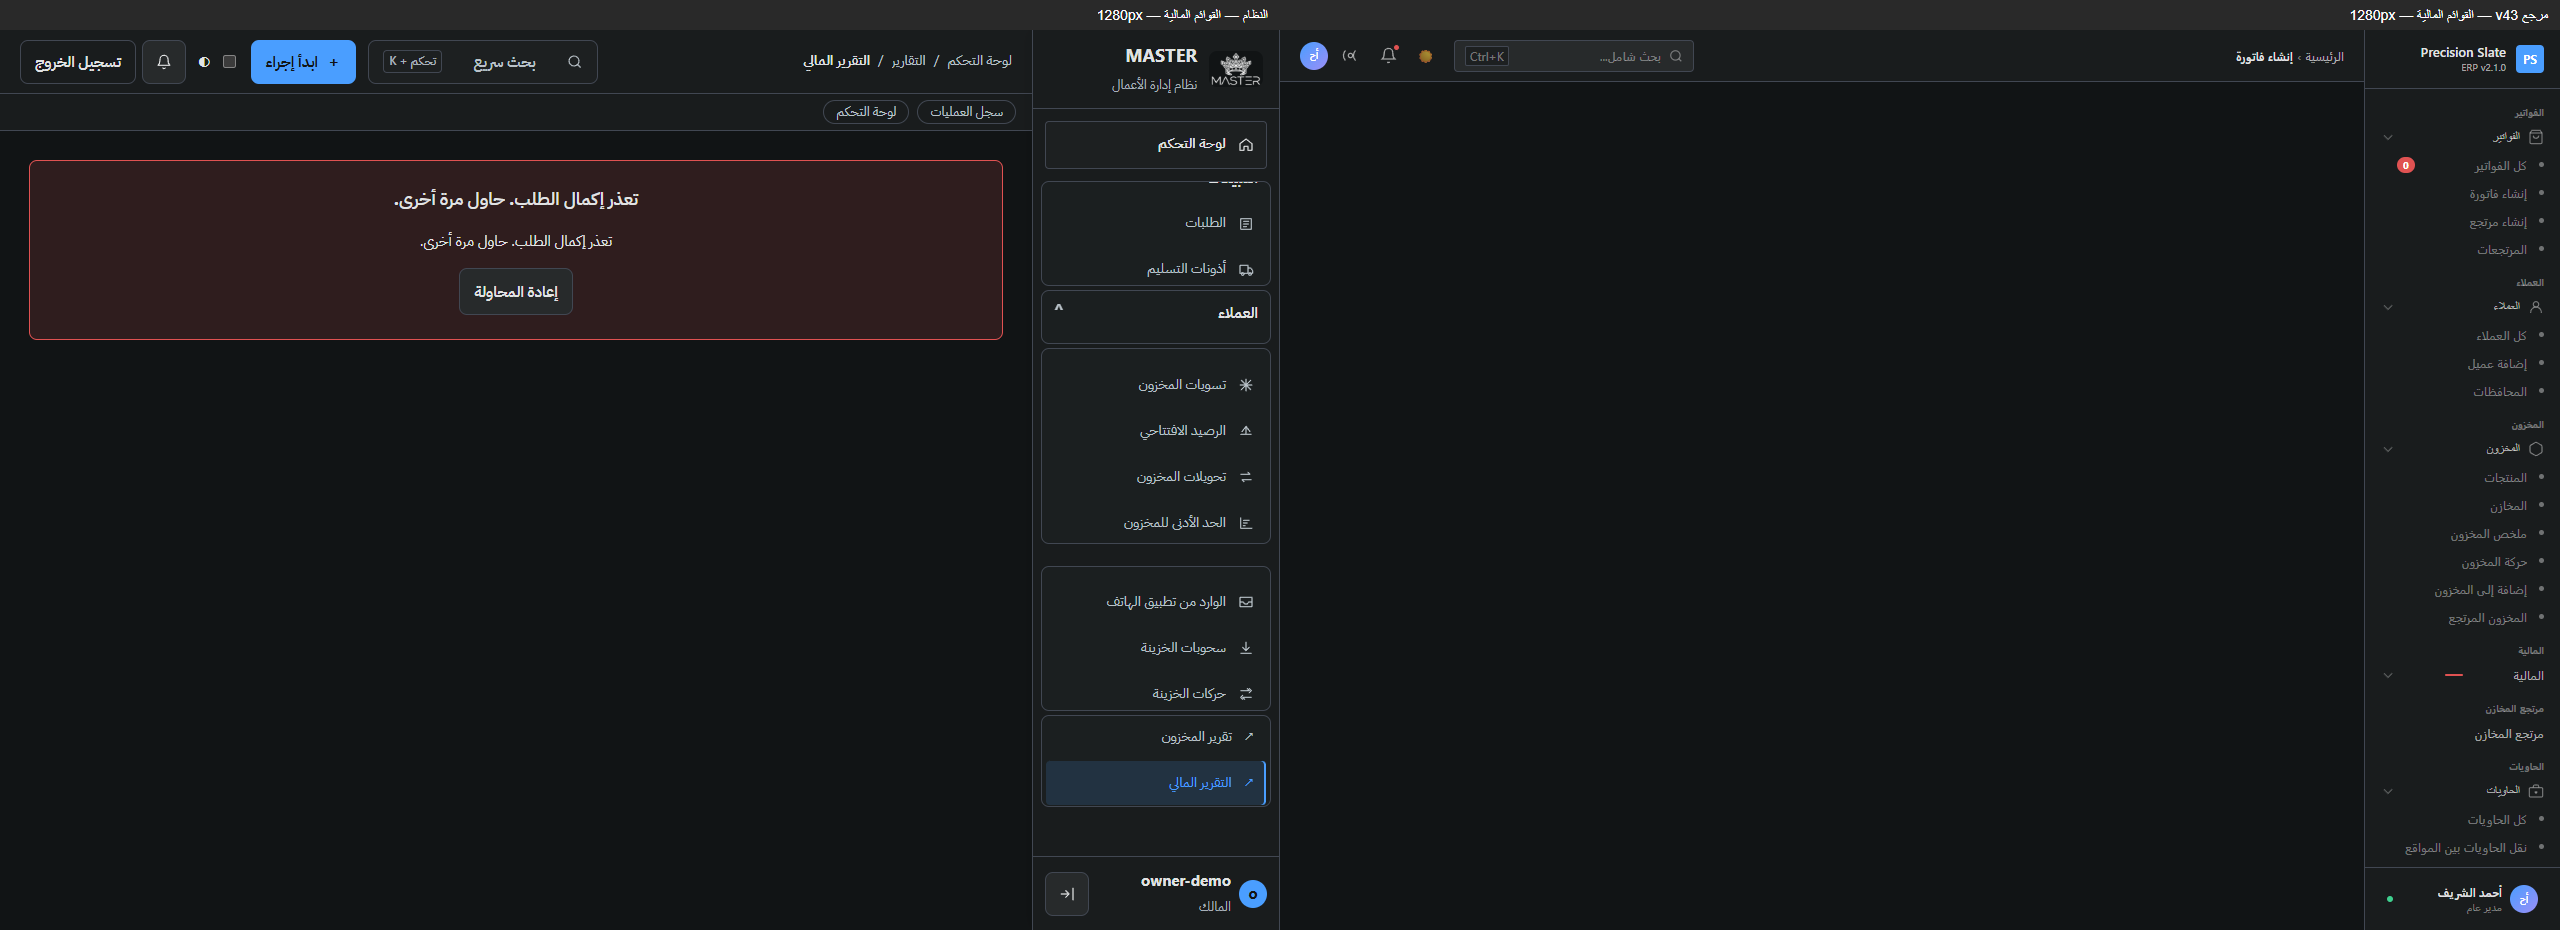 مرجع v43 — القوائم المالية — 1280px
Precision Slate
ERP v2.1.0
PS
الفواتير
الفواتير
كل الفواتير
0
إنشاء فاتورة
إنشاء مرتجع
المرتجعات
العملاء
العملاء
كل العملاء
إضافة عميل
المحافظات
المخزون
المخزون
المنتجات
المخازن
ملخص المخزون
حركة المخزون
إضافة إلى المخزون
المخزون المرتجع
المالية
المالية
مرتجع المخازن
مرتجع المخازن
الحاويات
الحاويات
كل الحاويات
نقل الحاويات بين المواقع
أحمد الشريف
مدير عام
أح
الرئيسية › إنشاء فاتورة
بحث شامل...
Ctrl+K
أح
النظام — القوائم المالية — 1280px
MASTER
MASTER
نظام إدارة الأعمال
لوحة التحكم
الطلبات
أذونات التسليم
العملاء
تسويات المخزون
الرصيد الافتتاحي
تحويلات المخزون
الحد الأدنى للمخزون
الوارد من تطبيق الهاتف
سحوبات الخزينة
حركات الخزينة
تقرير المخزون
التقرير المالي
owner-demo
المالك
o
لوحة التحكم / التقارير / التقرير المالي
بحث سريع
تحكم + K
+ ابدأ إجراء
تسجيل الخروج
سجل العمليات
لوحة التحكم
تعذر إكمال الطلب. حاول مرة أخرى.
تعذر إكمال الطلب. حاول مرة أخرى.
إعادة المحاولة